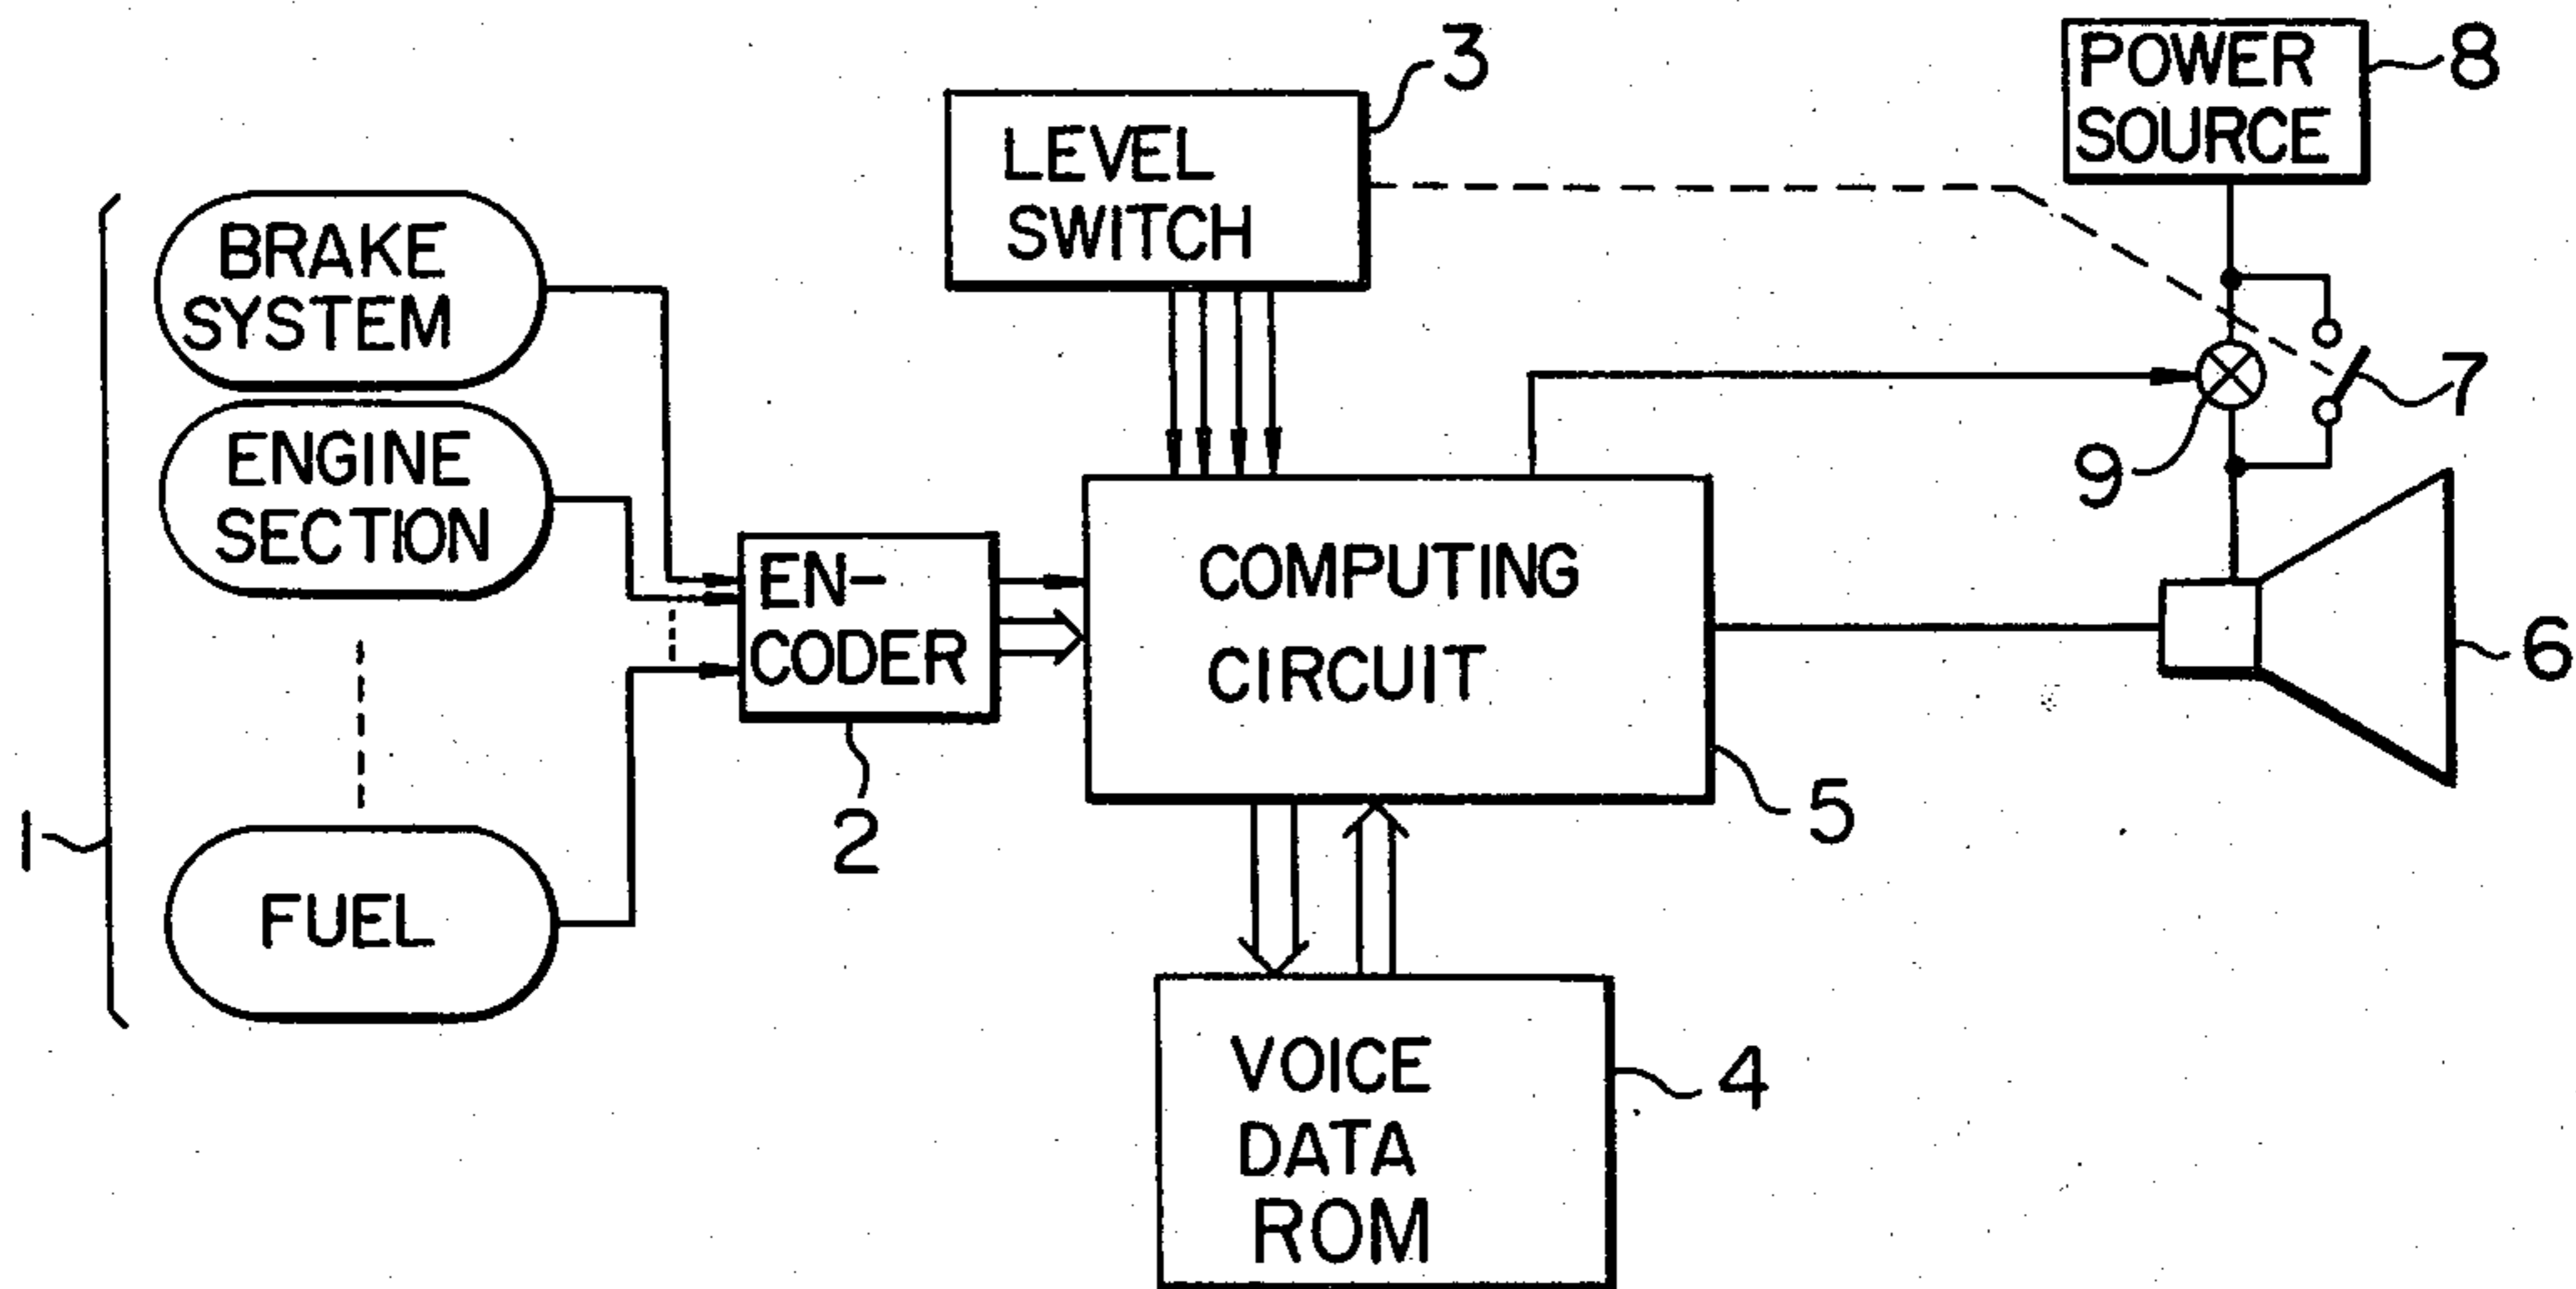 3
POWER
SOURCE
8
LEVEL
SWITCH
BRAKE
SYSTEM
ENGINE
SECTION
7
9
EN-
CODER
COMPUTING
CIRCUIT
6
5
1
2
FUEL
VOICE
DATA
ROM
4